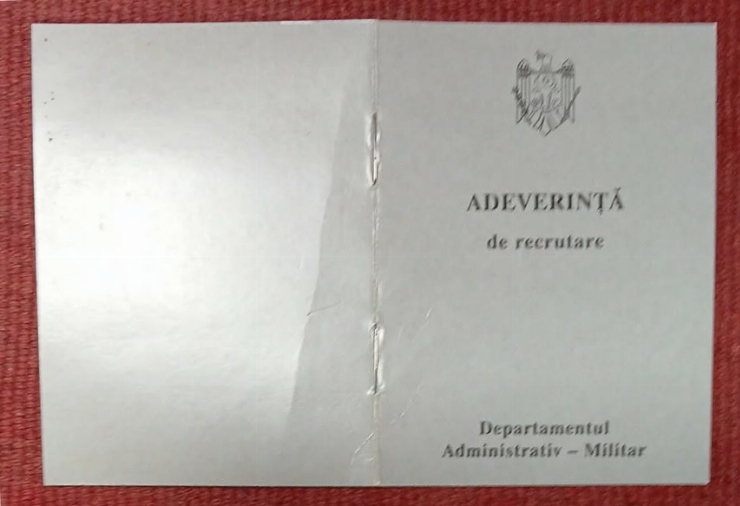 ADEVERINȚĂ
de recrutare
Departamentul
Administrativ – Militar